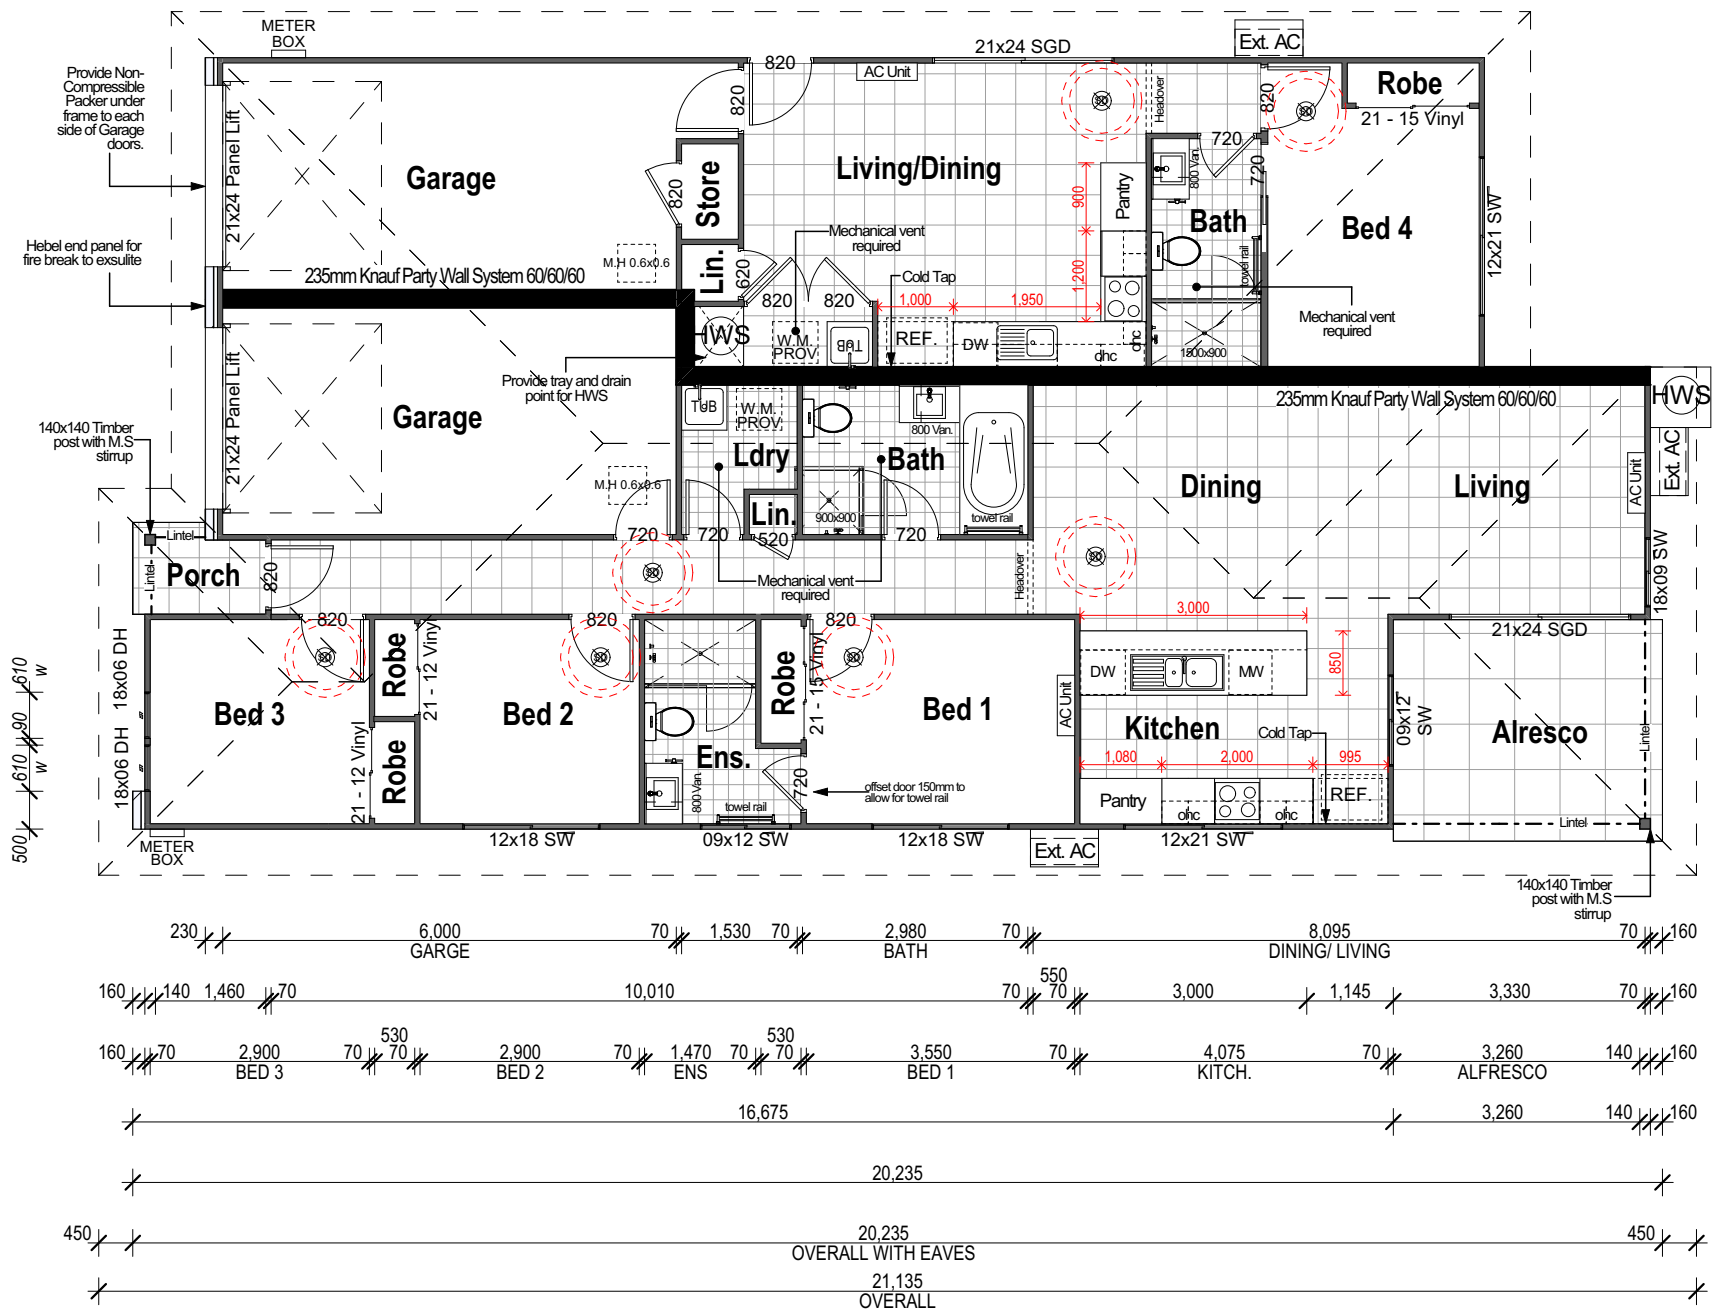 METER
BOX
Ext. AC
21x24 SGD
820
AC Unit
Provide Non-
Compressible
Packer under
frame to each
side of Garage
doors.
21x24 Panel Lift
Garage
820
820
Store
Living/Dining
Headover
820
Robe
21 - 15 Vinyl
720
720
800 Van.
Bath
Bed 4
12x21 SW
Pantry
900
1,200
towel rail
Hebel end panel for
fire break to exsulite
M.H 0.6x0.6
235mm Knauf Party Wall System 60/60/60
Lin.
620
Mechanical vent
required
Cold Tap
820
820
1,000
1,950
HWS
W.M.
PROV
TUB
REF.
DW
ohc
ohc
1500x900
Mechanical vent
required
Provide tray and drain
point for HWS
21x24 Panel Lift
Garage
M.H 0.6x0.6
TUB
W.M.
PROV
Ldry
Lin.
520
800 Van.
Bath
900x900
towel rail
720
720
720
235mm Knauf Party Wall System 60/60/60
HWS
Ext. AC
AC Unit
Dining
Living
18x09 SW
140x140 Timber
post with M.S
stirrup
Lintel
Lintel
Porch
820
Mechanical vent
required
Headover
820
820
820
3,000
21x24 SGD
18x06 DH
18x06 DH
610
w
90
610
w
500
Bed 3
Robe
21 - 12 Vinyl
21 - 12 Vinyl
Robe
Bed 2
Ens.
800 Van.
towel rail
Robe
21 - 15 Vinyl
720
offset door 150mm to
allow for towel rail
Bed 1
AC Unit
DW
MW
850
Kitchen
Cold Tap
1,080
2,000
995
Pantry
ohc
ohc
REF.
09x12
SW
Alresco
Lintel
Lintel
METER
BOX
12x18 SW
09x12 SW
12x18 SW
Ext. AC
12x21 SW
140x140 Timber
post with M.S
stirrup
230 6,000 70 1,530 70 2,980 70 8,095 70 160
GARGE BATH DINING/ LIVING
550
160 140 1,460 70 10,010 70 70 3,000 1,145 3,330 70 160
530 530
160 70 2,900 70 70 2,900 70 1,470 70 70 3,550 70 4,075 70 3,260 140 160
BED 3 BED 2 ENS BED 1 KITCH. ALFRESCO
16,675 3,260 140 160
20,235
450 20,235 450
OVERALL WITH EAVES
21,135
OVERALL